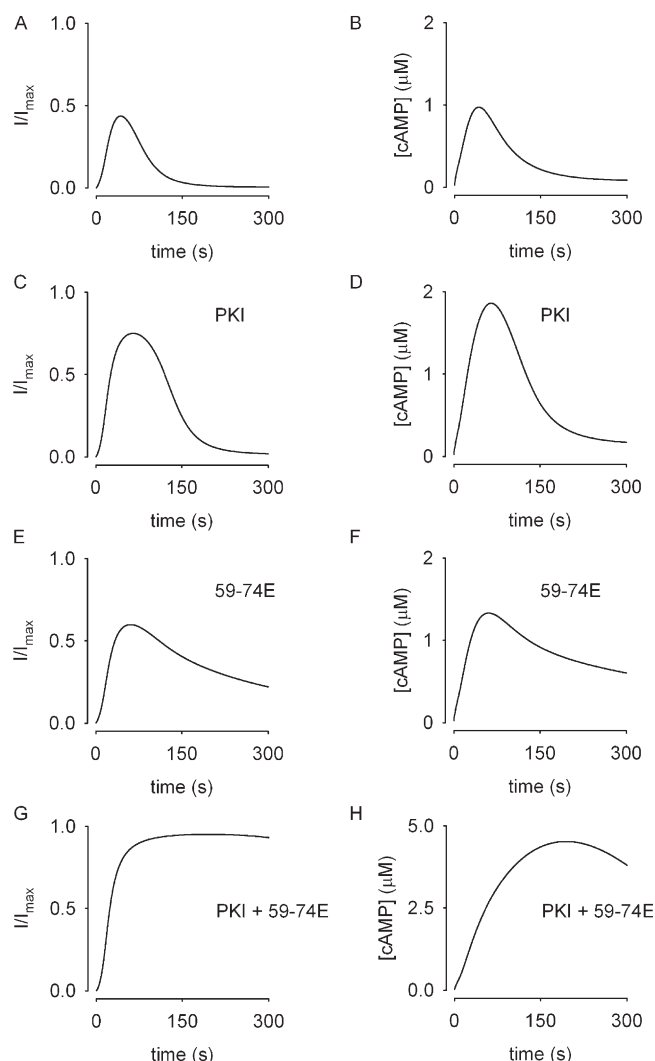 A
1.0
I/Imax
0.5
0.0
0 150 300
time (s)
B
2
[cAMP] (μM)
1
0
0 150 300
time (s)
C
1.0
PKI
I/Imax
0.5
0.0
0 150 300
time (s)
D
2
PKI
[cAMP] (μM)
1
0
0 150 300
time (s)
E
1.0
59-74E
I/Imax
0.5
0.0
0 150 300
time (s)
F
2
59-74E
[cAMP] (μM)
1
0
0 150 300
time (s)
G
1.0
I/Imax
0.5
PKI + 59-74E
0.0
0 150 300
time (s)
H
5.0
[cAMP] (μM)
2.5
PKI + 59-74E
0.0
0 150 300
time (s)